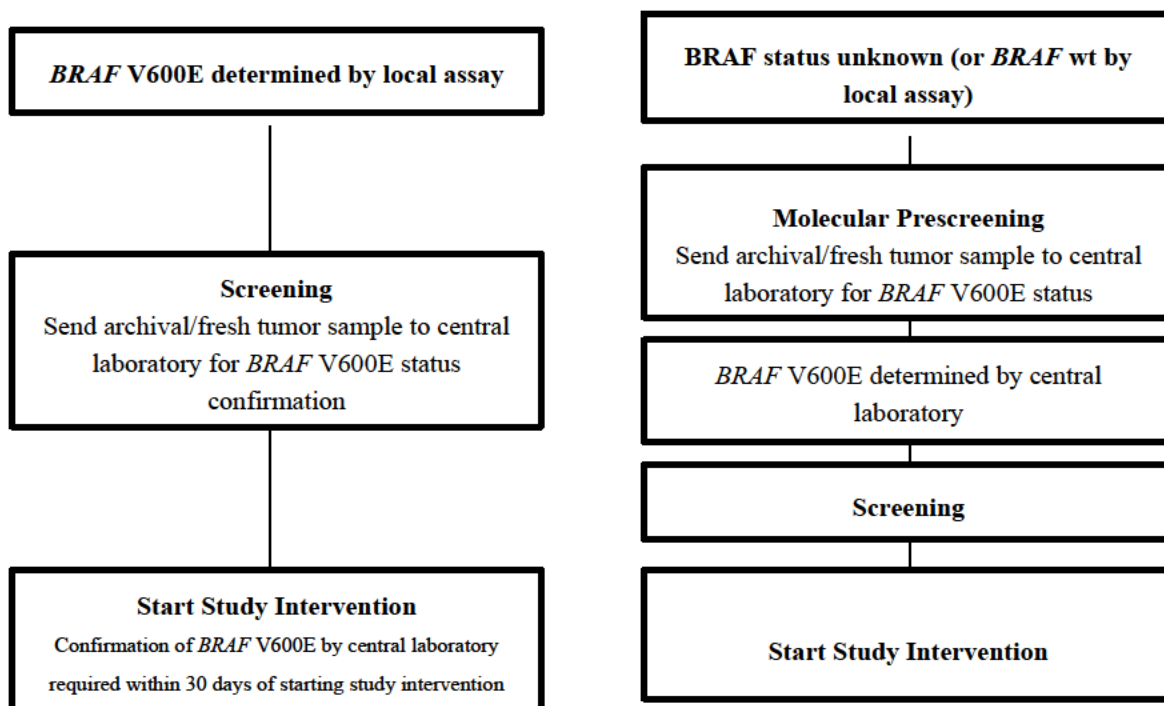 BRAF V600E determined by local assay
Screening
Send archival/fresh tumor sample to central
laboratory for BRAF V600E status
confirmation
Start Study Intervention
Confirmation of BRAF V600E by central laboratory
required within 30 days of starting study intervention
BRAF status unknown (or BRAF wt by
local assay)
Molecular Prescreening
Send archival/fresh tumor sample to central
laboratory for BRAF V600E status
BRAF V600E determined by central
laboratory
Screening
Start Study Intervention